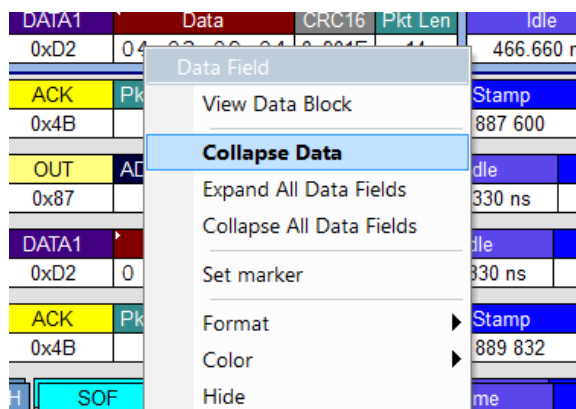 DATA1 Data CRC16 Pkt Len Idle
0xD2 466.660
Data Field
ACK Stamp
0x4B 887 600
View Data Block
Collapse Data
OUT
0x87 330 ns
Expand All Data Fields
Collapse All Data Fields
DATA1
0xD2 0 330 ns
Set marker
ACK Stamp
0x4B 889 832
Format
Color
Hide
SOF